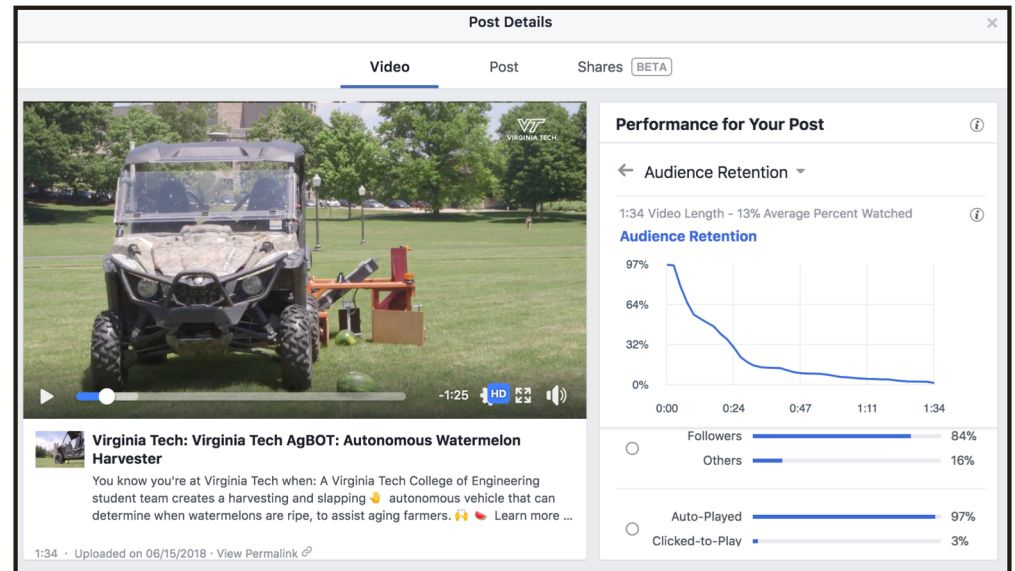 Post Details
×
Video
Post
Shares BETA
VT
VIRGINIA TECH
-1:25
HD
Virginia Tech: Virginia Tech AgBOT: Autonomous Watermelon
Harvester
You know you're at Virginia Tech when: A Virginia Tech College of Engineering
student team creates a harvesting and slapping 🤚 autonomous vehicle that can
determine when watermelons are ripe, to assist aging farmers. 🙌 🍉 Learn more ...
1:34 · Uploaded on 06/15/2018 · View Permalink
Performance for Your Post
i
Audience Retention
1:34 Video Length - 13% Average Percent Watched
i
Audience Retention
97%
64%
32%
0%
0:00 0:24 0:47 1:11 1:34
Followers 84%
Others 16%
Auto-Played 97%
Clicked-to-Play 3%